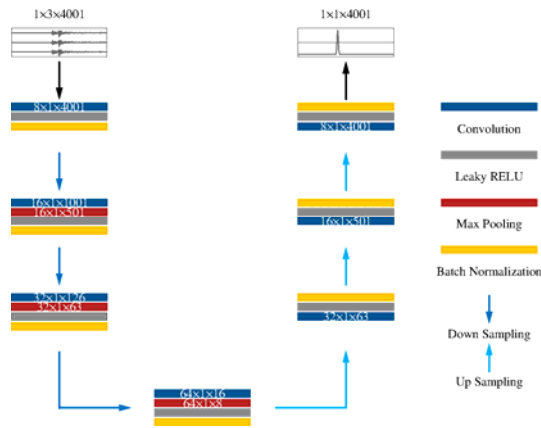 1×3×4001
1×1×4001
8×1×4001
8×1×4001
Convolution
Leaky RELU
16×1×1001
16×1×501
16×1×501
Max Pooling
Batch Normalization
32×1×126
32×1×63
32×1×63
Down Sampling
Up Sampling
64×1×16
64×1×8